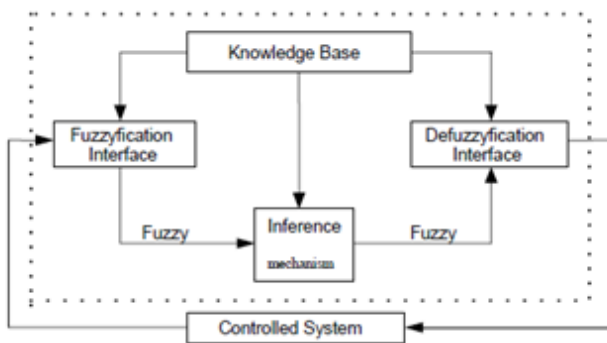 Knowledge Base
Fuzzyfication
Interface
Defuzzyfication
Interface
Fuzzy
Inference
mechanism
Fuzzy
Controlled System